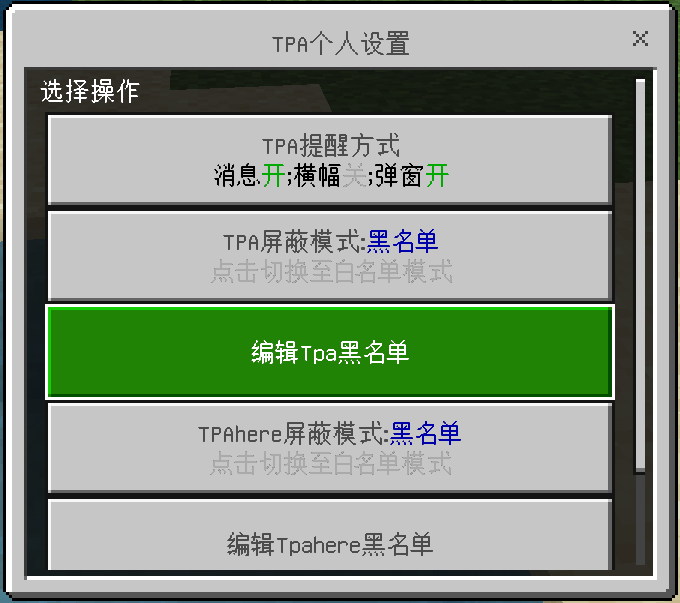 TPA个人设置
选择操作
TPA提醒方式
消息开;横幅关;弹窗开
TPA屏蔽模式:黑名单
点击切换至白名单模式
编辑Tpa黑名单
TPAhere屏蔽模式:黑名单
点击切换至白名单模式
编辑Tpahere黑名单